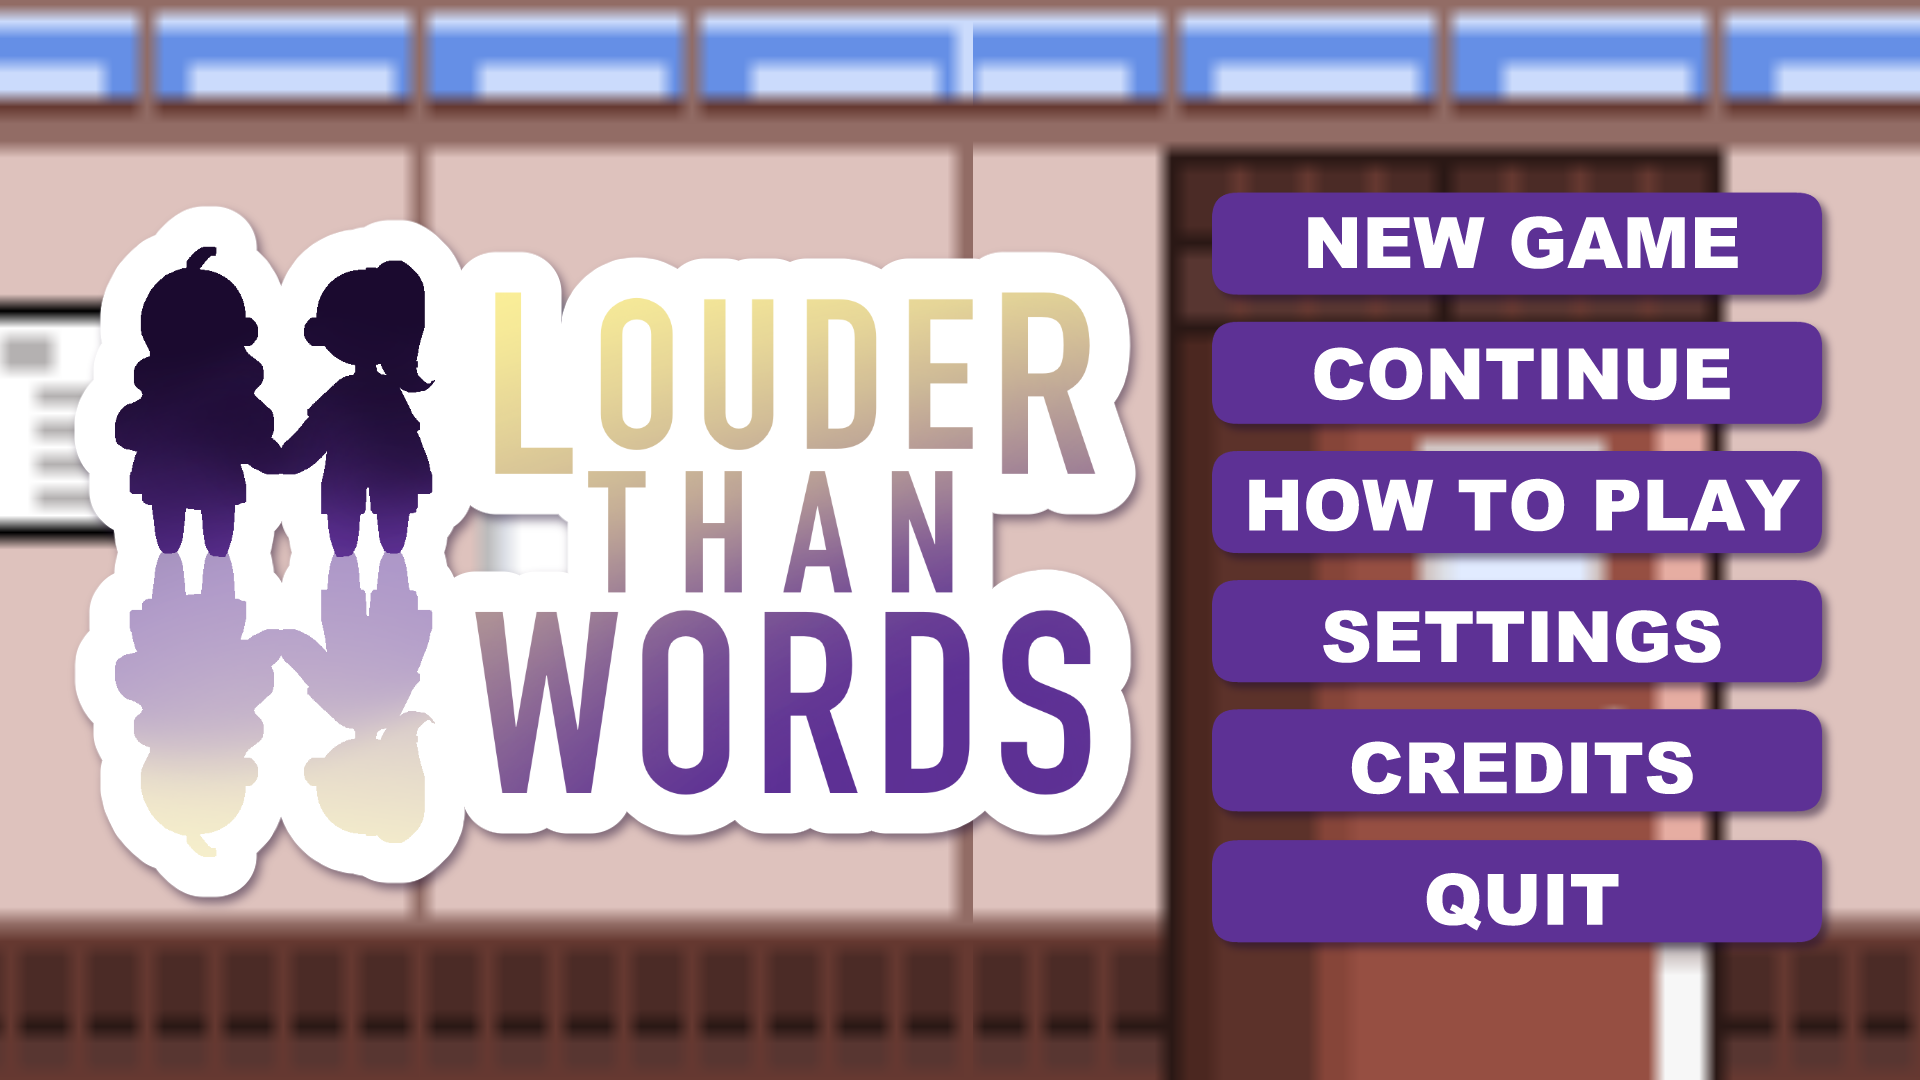 LOUDER
THAN
WORDS
NEW GAME
CONTINUE
HOW TO PLAY
SETTINGS
CREDITS
QUIT